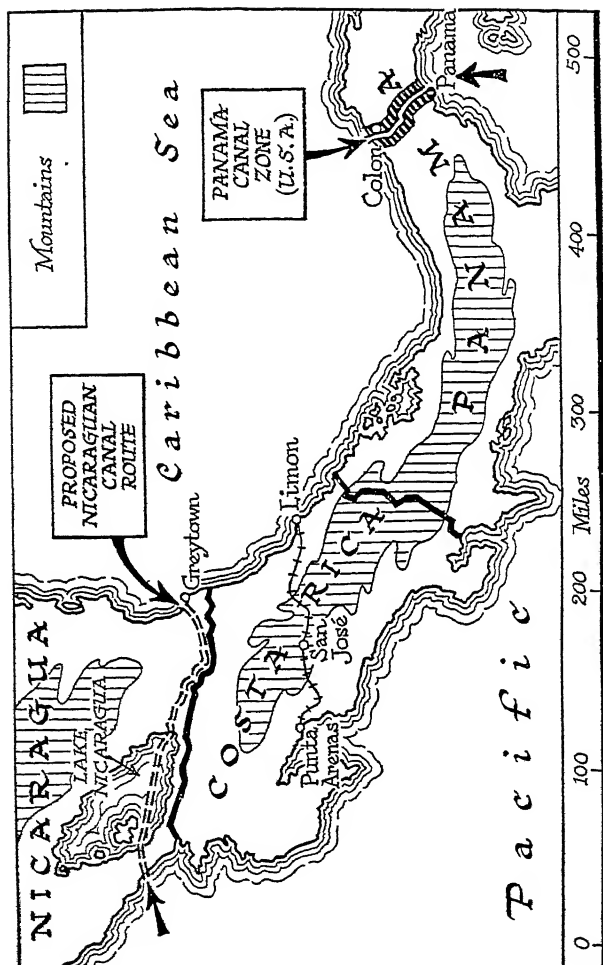 Mountains
NICARAGUA
LAKE
NICARAGUA
PROPOSED
NICARAGUAN
CANAL
ROUTE
Greytown
Caribbean Sea
PANAMA
CANAL
ZONE
(U.S.A.)
Colon
Panama
PANAMA
Limon
COSTA RICA
San
José
Punta
Arenas
Pacific
0 100 200 Miles 300 400 500